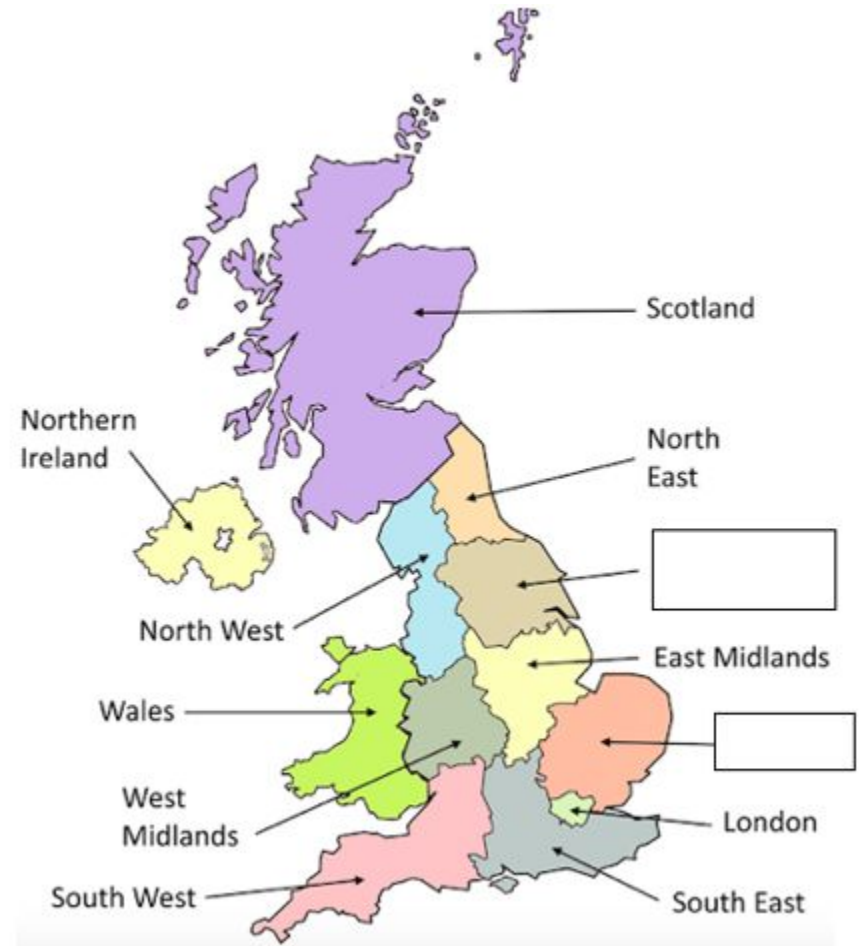 Scotland
Northern
Ireland
North
East
North West
East Midlands
Wales
West
Midlands
London
South West
South East